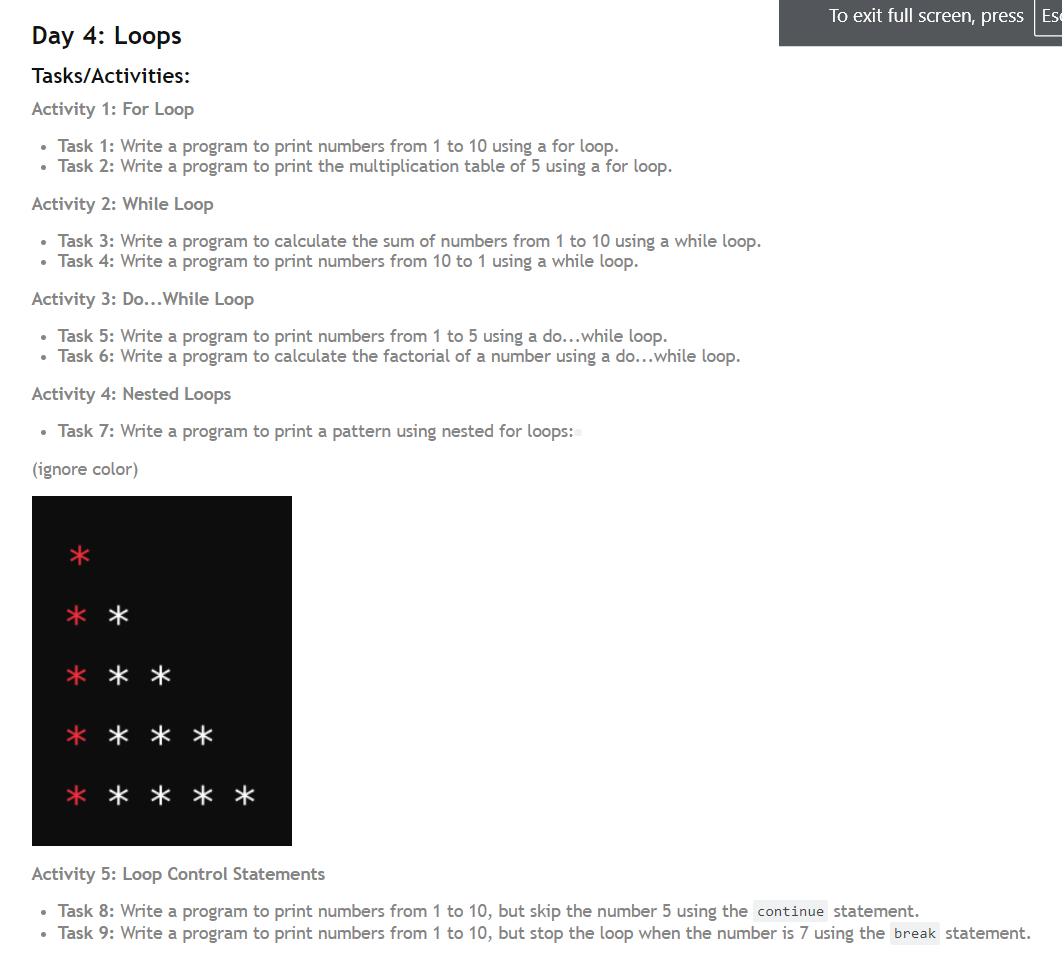 To exit full screen, press
Day 4: Loops
Tasks/Activities:
Activity 1: For Loop
• Task 1: Write a program to print numbers from 1 to 10 using a for loop.
• Task 2: Write a program to print the multiplication table of 5 using a for loop.
Activity 2: While Loop
• Task 3: Write a program to calculate the sum of numbers from 1 to 10 using a while loop.
• Task 4: Write a program to print numbers from 10 to 1 using a while loop.
Activity 3: Do...While Loop
• Task 5: Write a program to print numbers from 1 to 5 using a do...while loop.
• Task 6: Write a program to calculate the factorial of a number using a do...while loop.
Activity 4: Nested Loops
• Task 7: Write a program to print a pattern using nested for loops:
(ignore color)
*
* *
* * *
* * * *
* * * * *
Activity 5: Loop Control Statements
• Task 8: Write a program to print numbers from 1 to 10, but skip the number 5 using the continue statement.
• Task 9: Write a program to print numbers from 1 to 10, but stop the loop when the number is 7 using the break statement.